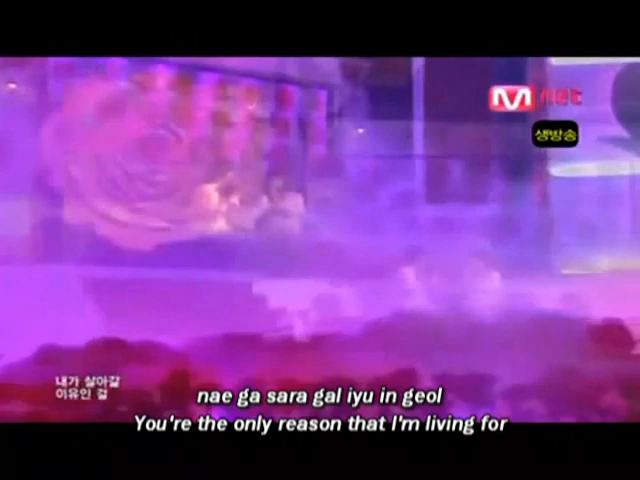 Mnet
생방송
내가 살아갈
이유인 걸
nae ga sara gal iyu in geol
You're the only reason that I'm living for